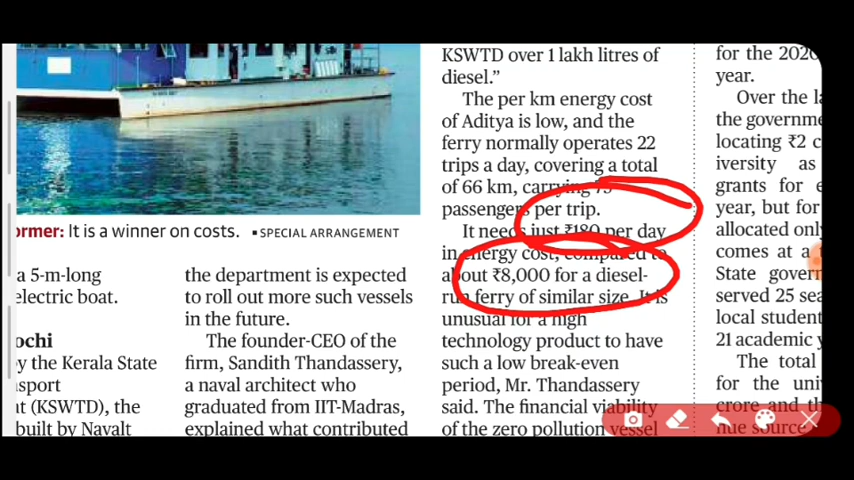 ormer: It is a winner on costs. ▪ SPECIAL ARRANGEMENT
a 5-m-long
electric boat.
ochi
by the Kerala State
nsport
nt (KSWTD), the
built by Navalt
the department is expected
to roll out more such vessels
in the future.
The founder-CEO of the
firm, Sandith Thandassery,
a naval architect who
graduated from IIT-Madras,
explained what contributed
KSWTD over 1 lakh litres of
diesel.”
The per km energy cost
of Aditya is low, and the
ferry normally operates 22
trips a day, covering a total
of 66 km, carrying 75
passengers per trip.
It needs just ₹180 per day
in energy cost, compared to
about ₹8,000 for a diesel-
run ferry of similar size. It is
unusual for a high
technology product to have
such a low break-even
period, Mr. Thandassery
said. The financial viability
of the zero pollution vessel
for the 2020
year.
Over the la
the governme
locating ₹2 c
iversity as
grants for e
year, but for
allocated only
comes at a t
State govern
served 25 sea
local student
21 academic y
The total
for the univ
crore and th
nue source